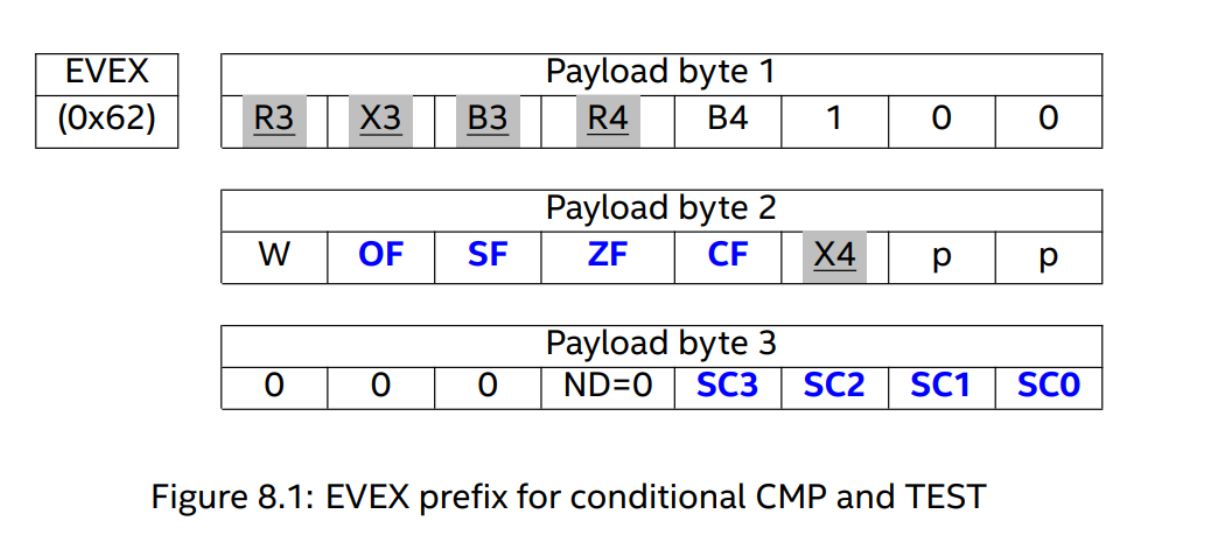 EVEX Payload byte 1
(0x62) R3 X3 B3 R4 B4 1 0 0
Payload byte 2
W OF SF ZF CF X4 p p
Payload byte 3
0 0 0 ND=0 SC3 SC2 SC1 SC0
Figure 8.1: EVEX prefix for conditional CMP and TEST